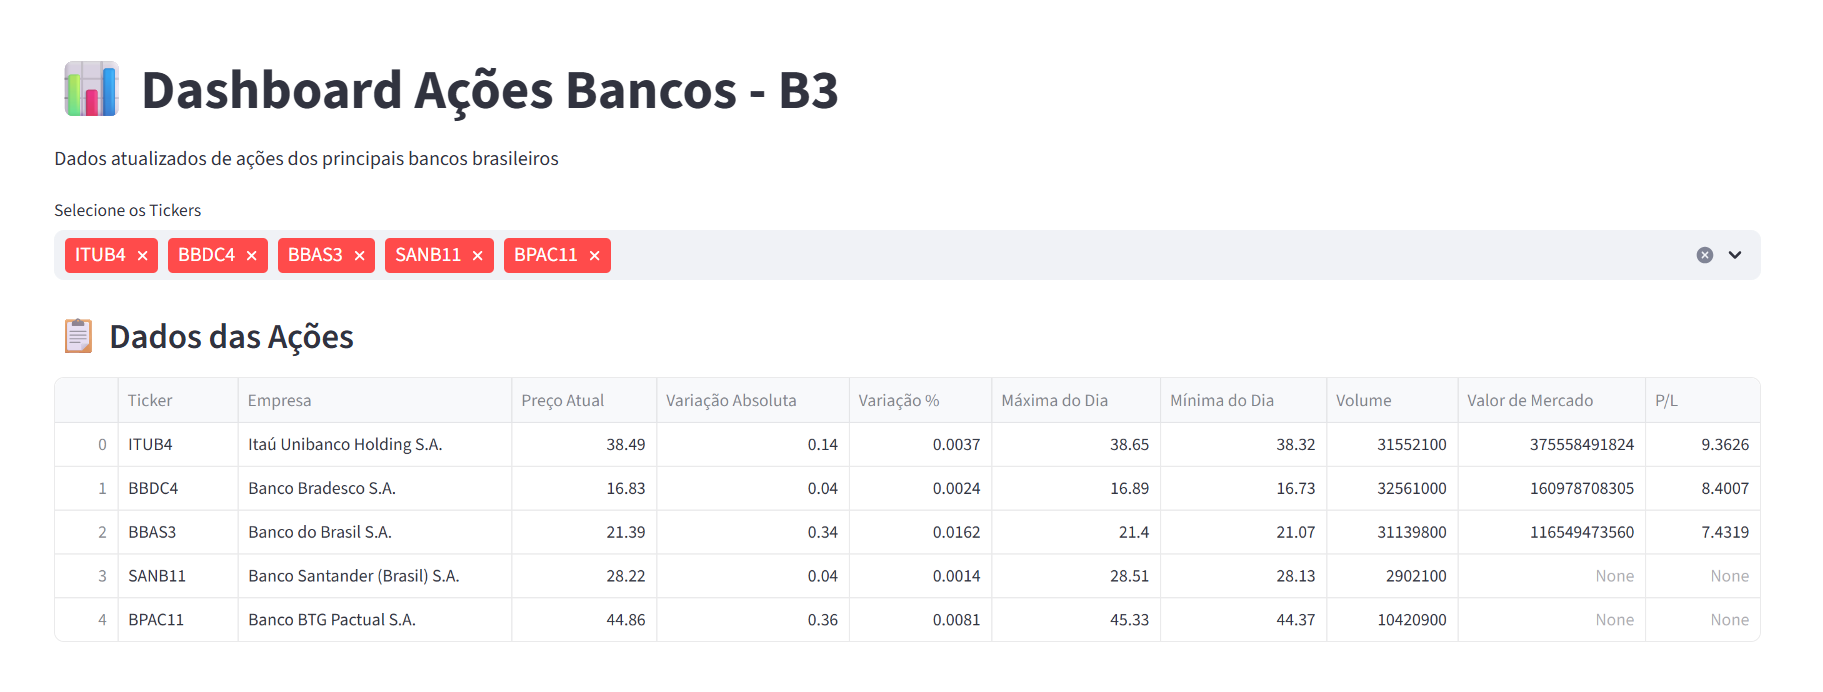 Dashboard Ações Bancos - B3
Dados atualizados de ações dos principais bancos brasileiros
Selecione os Tickers
ITUB4 × BBDC4 × BBAS3 × SANB11 × BPAC11 ×
Dados das Ações
Ticker Empresa Preço Atual Variação Absoluta Variação % Máxima do Dia Mínima do Dia Volume Valor de Mercado P/L
0 ITUB4 Itaú Unibanco Holding S.A. 38.49 0.14 0.0037 38.65 38.32 31552100 375558491824 9.3626
1 BBDC4 Banco Bradesco S.A. 16.83 0.04 0.0024 16.89 16.73 32561000 160978708305 8.4007
2 BBAS3 Banco do Brasil S.A. 21.39 0.34 0.0162 21.4 21.07 31139800 116549473560 7.4319
3 SANB11 Banco Santander (Brasil) S.A. 28.22 0.04 0.0014 28.51 28.13 2902100 None None
4 BPAC11 Banco BTG Pactual S.A. 44.86 0.36 0.0081 45.33 44.37 10420900 None None